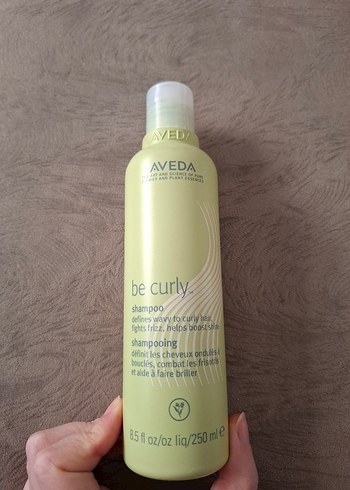 AVEDA
AVEDA
THE ART AND SCIENCE OF PURE
FLOWER AND PLANT ESSENCES
be curly™
shampoo
defines wavy to curly hair,
fights frizz, helps boost shine
shampooing
définit les cheveux ondulés à
bouclés, combat les frisottis
et aide à faire briller
8.5 fl oz/oz liq/250 ml e